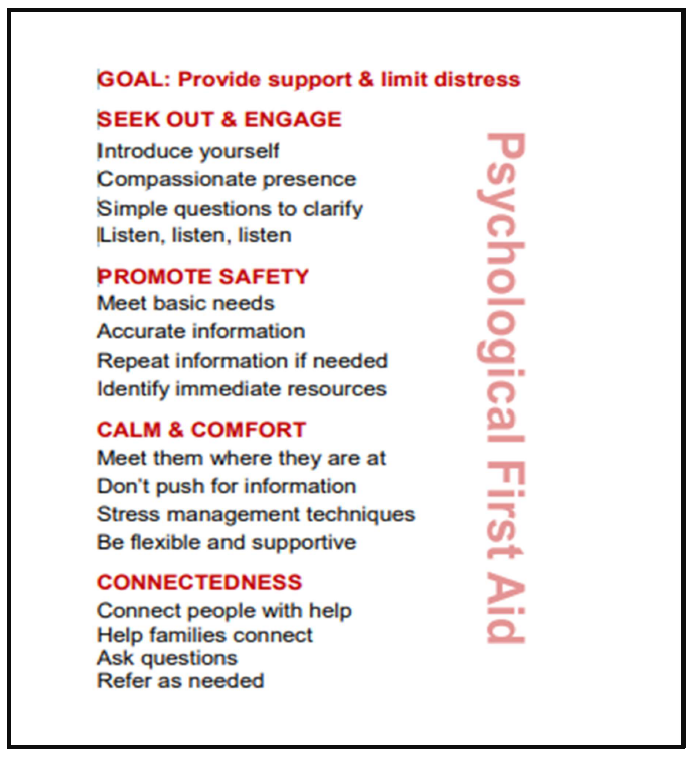 GOAL: Provide support & limit distress
SEEK OUT & ENGAGE
Introduce yourself
Compassionate presence
Simple questions to clarify
Listen, listen, listen
PROMOTE SAFETY
Meet basic needs
Accurate information
Repeat information if needed
Identify immediate resources
CALM & COMFORT
Meet them where they are at
Don't push for information
Stress management techniques
Be flexible and supportive
CONNECTEDNESS
Connect people with help
Help families connect
Ask questions
Refer as needed
Psychological First Aid